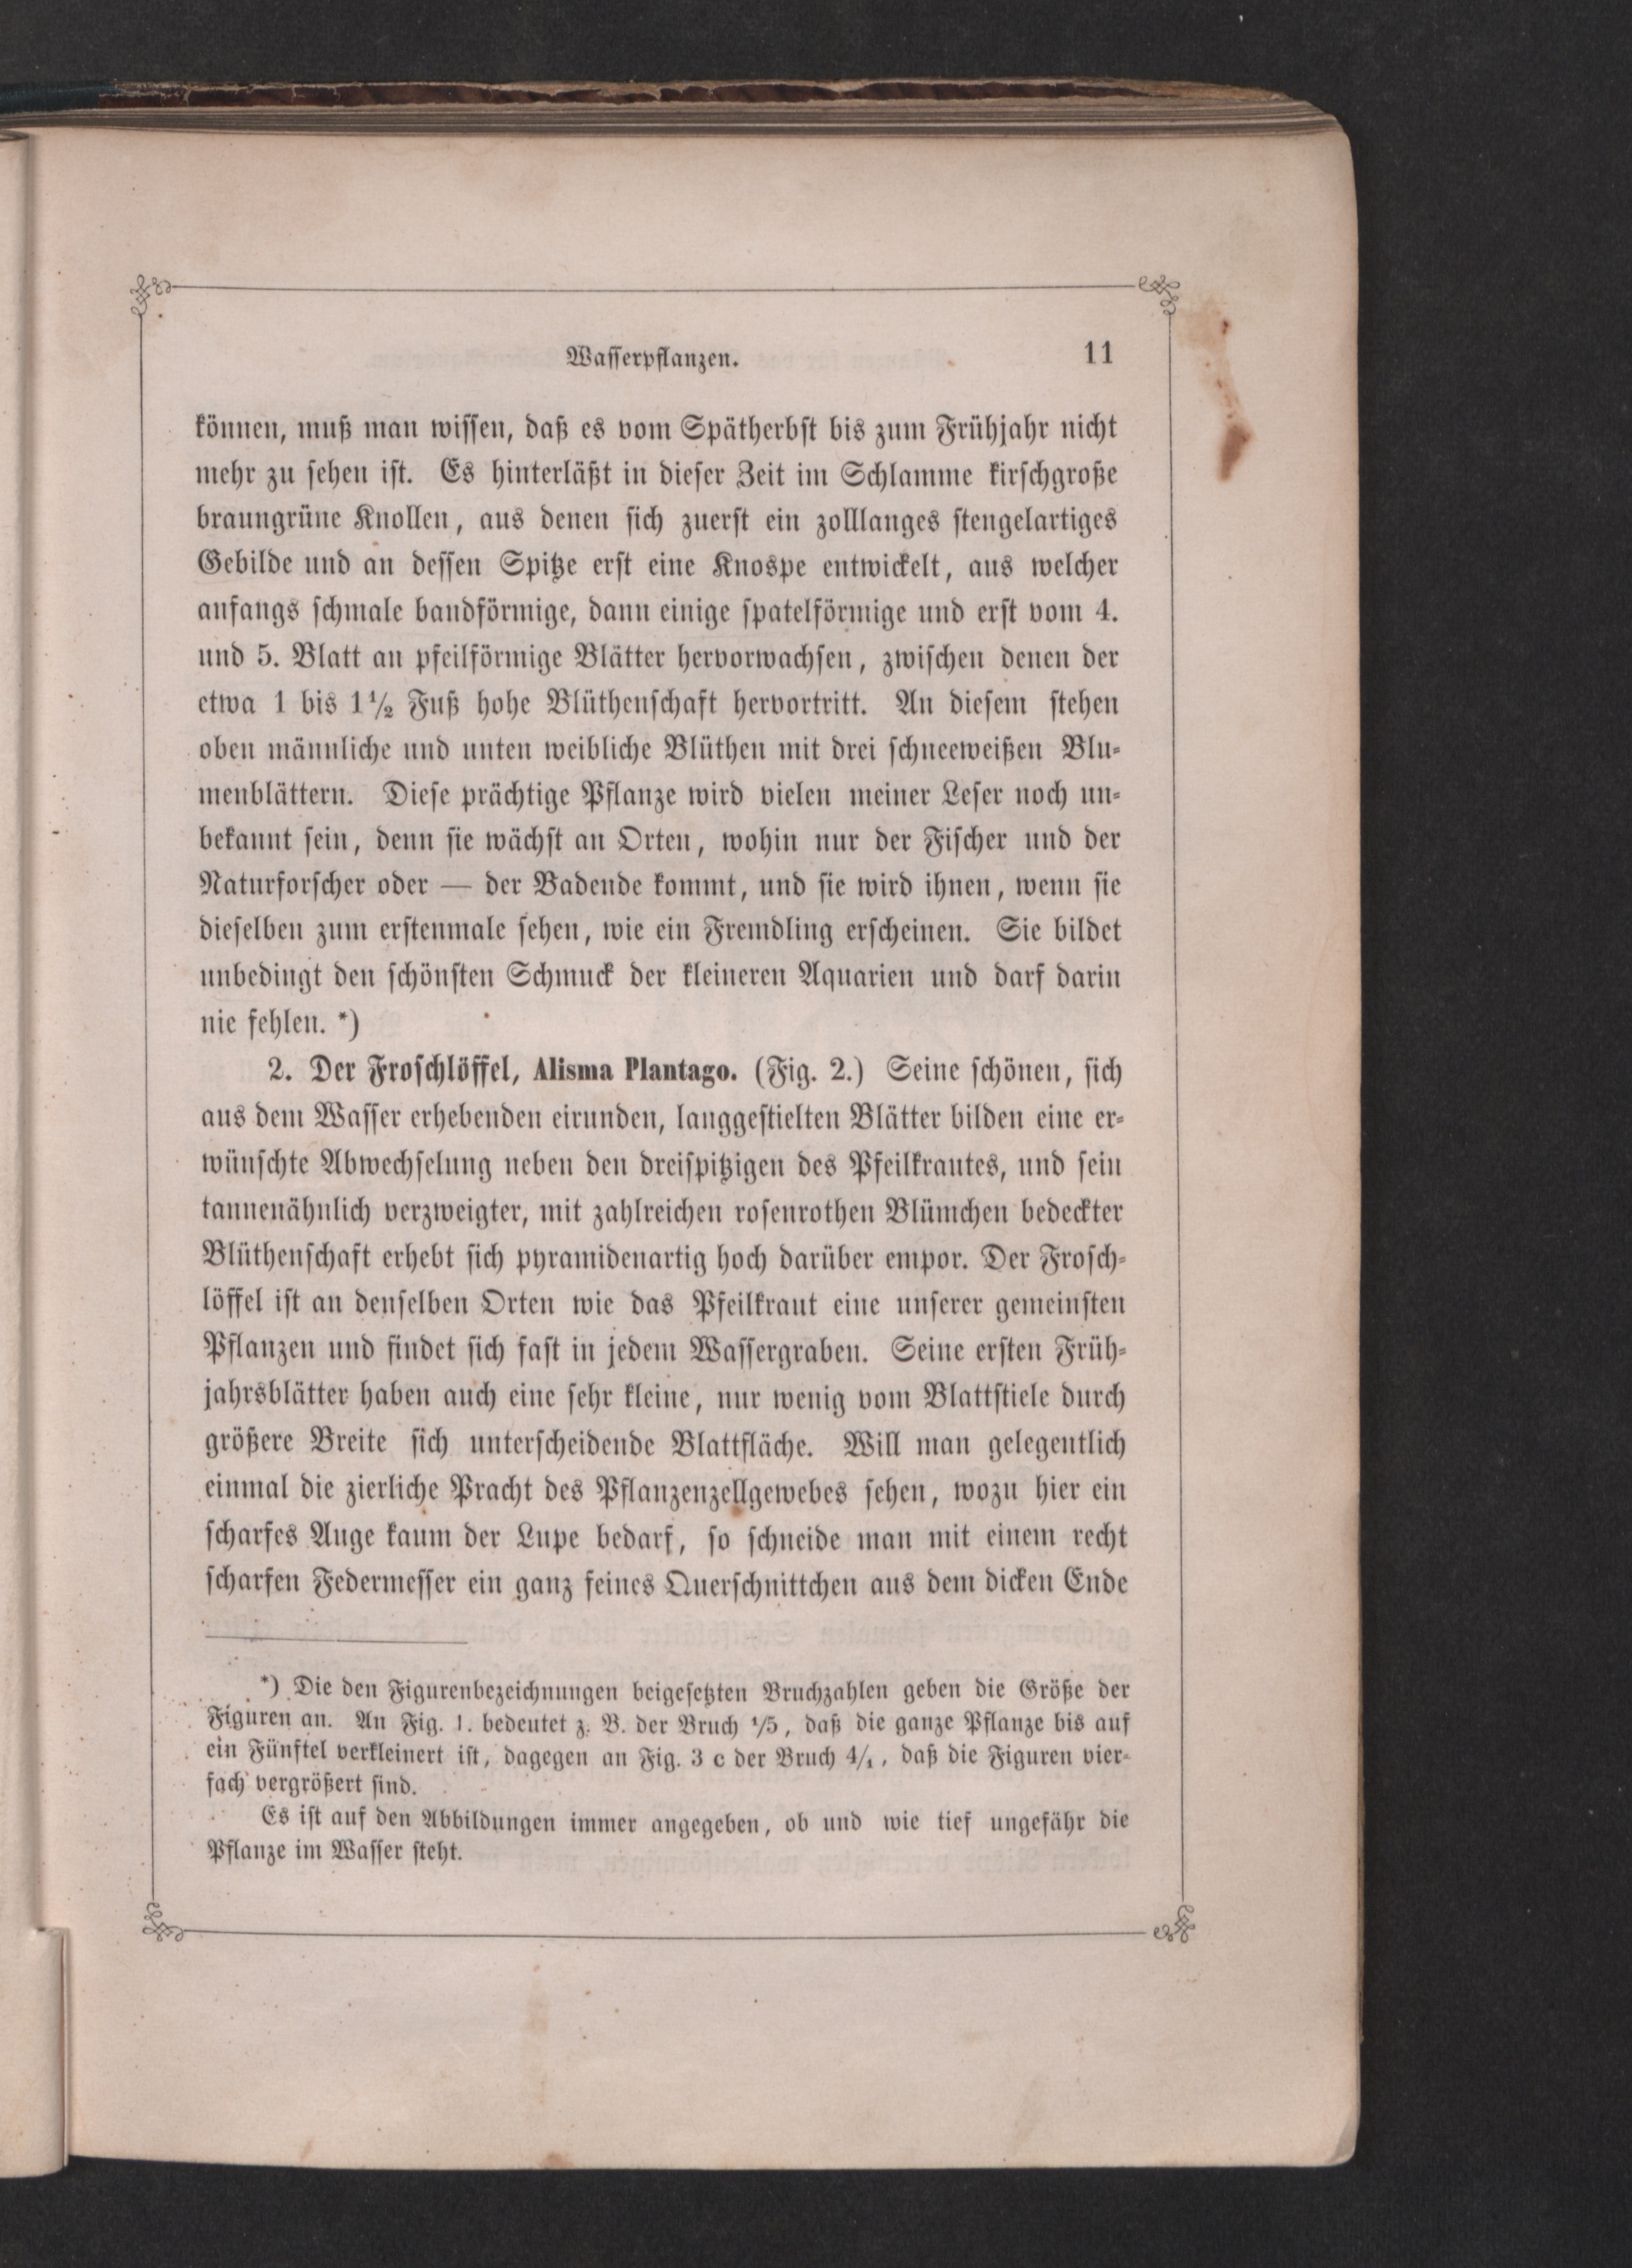 Wasserpflanzen. 11
können, muß man wissen, daß es vom Spätherbst bis zum Frühjahr nicht
mehr zu sehen ist. Es hinterläßt in dieser Zeit im Schlamme kirschgroße
braungrüne Knollen, aus denen sich zuerst ein zolllanges stengelartiges
Gebilde und an dessen Spitze erst eine Knospe entwickelt, aus welcher
anfangs schmale bandförmige, dann einige spatelförmige und erst vom 4.
und 5. Blatt an pfeilförmige Blätter hervorwachsen, zwischen denen der
etwa 1 bis 1½ Fuß hohe Blüthenschaft hervortritt. An diesem stehen
oben männliche und unten weibliche Blüthen mit drei schneeweißen Blu-
menblättern. Diese prächtige Pflanze wird vielen meiner Leser noch un-
bekannt sein, denn sie wächst an Orten, wohin nur der Fischer und der
Naturforscher oder — der Badende kommt, und sie wird ihnen, wenn sie
dieselben zum erstenmale sehen, wie ein Fremdling erscheinen. Sie bildet
unbedingt den schönsten Schmuck der kleineren Aquarien und darf darin
nie fehlen. *)
2. Der Froschlöffel, Alisma Plantago. (Fig. 2.) Seine schönen, sich
aus dem Wasser erhebenden eirunden, langgestielten Blätter bilden eine er-
wünschte Abwechselung neben den dreispitzigen des Pfeilkrautes, und sein
tannenähnlich verzweigter, mit zahlreichen rosenrothen Blümchen bedeckter
Blüthenschaft erhebt sich pyramidenartig hoch darüber empor. Der Frosch-
löffel ist an denselben Orten wie das Pfeilkraut eine unserer gemeinsten
Pflanzen und findet sich fast in jedem Wassergraben. Seine ersten Früh-
jahrsblätter haben auch eine sehr kleine, nur wenig vom Blattstiele durch
größere Breite sich unterscheidende Blattfläche. Will man gelegentlich
einmal die zierliche Pracht des Pflanzenzellgewebes sehen, wozu hier ein
scharfes Auge kaum der Lupe bedarf, so schneide man mit einem recht
scharfen Federmesser ein ganz feines Querschnittchen aus dem dicken Ende
*) Die den Figurenbezeichnungen beigesetzten Bruchzahlen geben die Größe der
Figuren an. An Fig. 1. bedeutet z. B. der Bruch 1/5, daß die ganze Pflanze bis auf
ein Fünftel verkleinert ist, dagegen an Fig. 3 c der Bruch 4/1, daß die Figuren vier-
fach vergrößert sind.
Es ist auf den Abbildungen immer angegeben, ob und wie tief ungefähr die
Pflanze im Wasser steht.